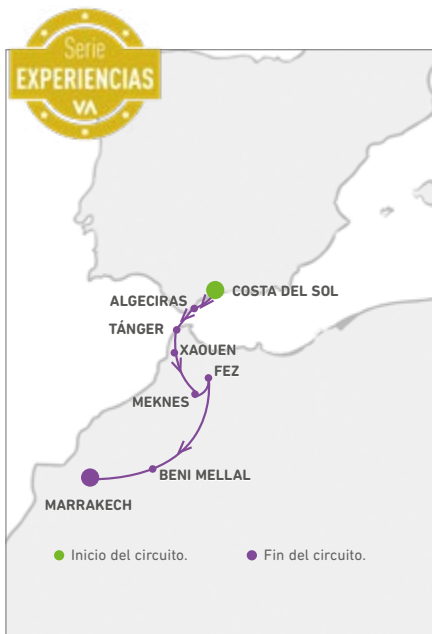 Serie
EXPERIENCIAS
VA
COSTA DEL SOL
ALGECIRAS
TÁNGER
XAOUEN
FEZ
MEKNES
BENI MELLAL
MARRAKECH
Inicio del circuito.
Fin del circuito.